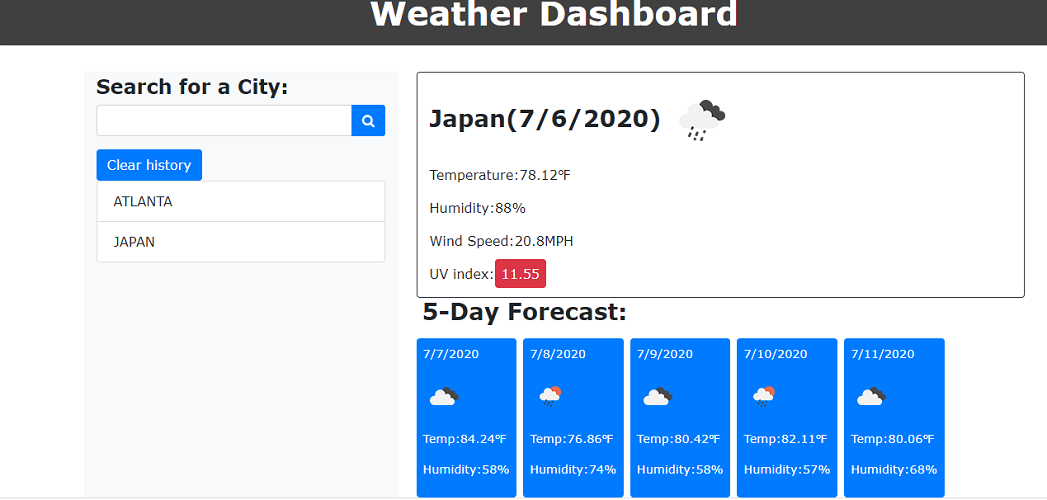 Weather Dashboard
Search for a City:
Clear history
ATLANTA
JAPAN
Japan(7/6/2020)
Temperature:78.12°F
Humidity:88%
Wind Speed:20.8MPH
UV index:11.55
5-Day Forecast:
7/7/2020
Temp:84.24°F
Humidity:58%
7/8/2020
Temp:76.86°F
Humidity:74%
7/9/2020
Temp:80.42°F
Humidity:58%
7/10/2020
Temp:82.11°F
Humidity:57%
7/11/2020
Temp:80.06°F
Humidity:68%